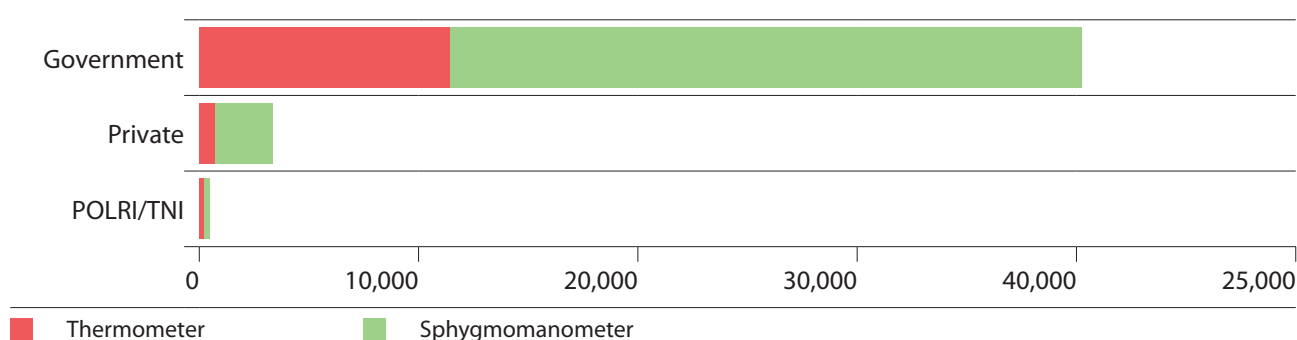 Government
Private
POLRI/TNI
0 10,000 20,000 30,000 40,000 25,000
Thermometer Sphygmomanometer